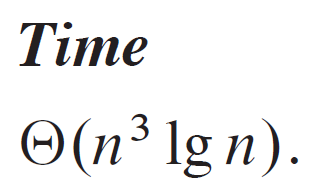 Time
Θ(n³ lg n).